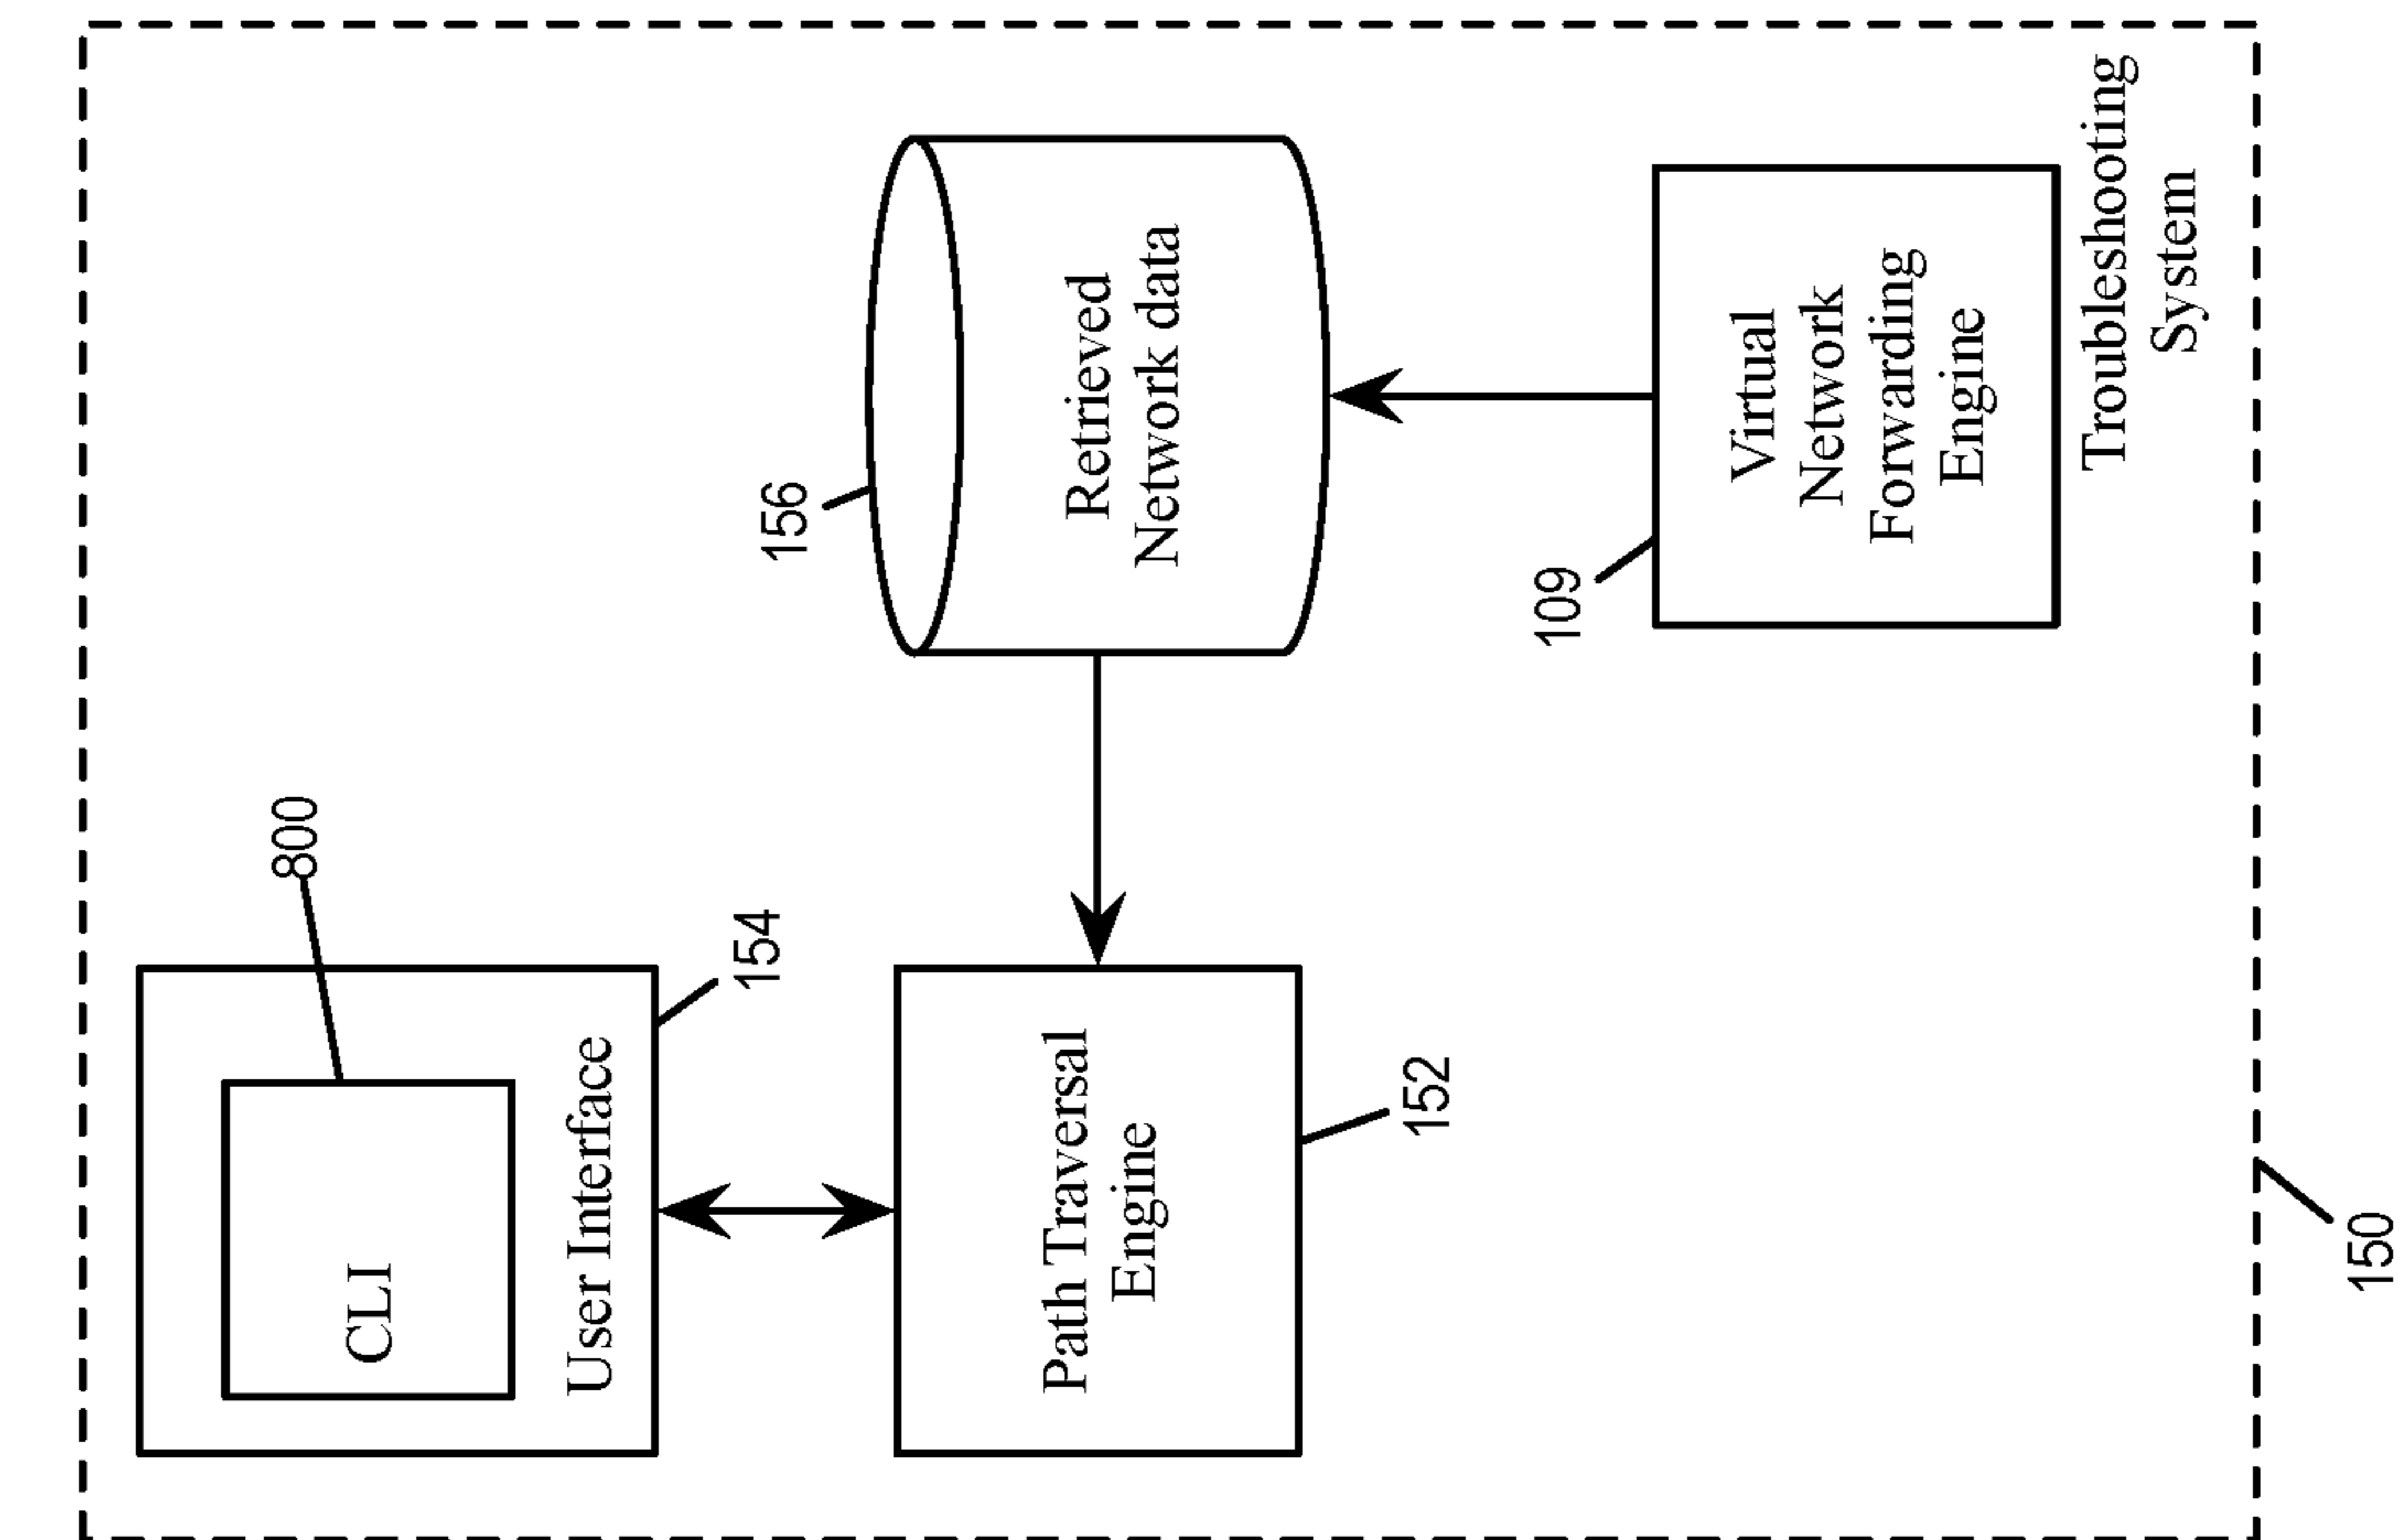 800
CLI
User Interface
154
Path Traversal
Engine
152
156
Retrieved
Network data
109
Virtual
Network
Forwarding
Engine
Troubleshooting
System
150